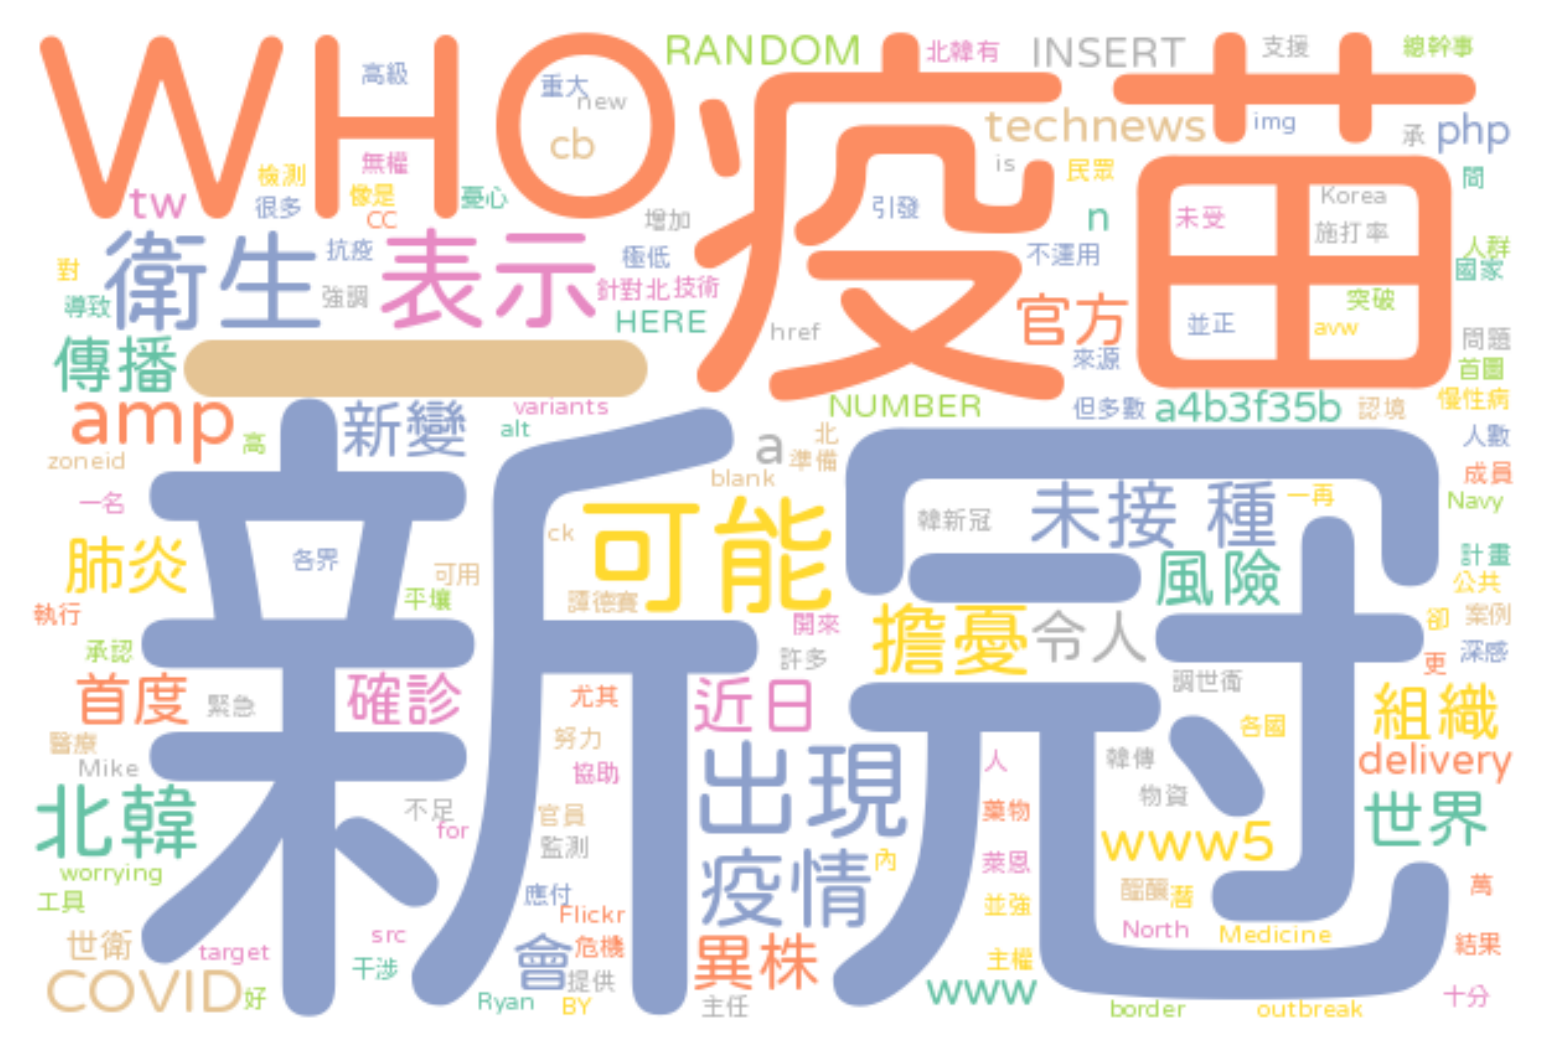 WHO
疫苗
RANDOM
北韓有
INSERT
支援
總幹事
高級
重大
new
cb
technews
img
承
php
is
民眾
問
無權
檢測
像是
tw
很多
CC
憂心
增加
引發
n
未受
Korea
施打率
人群
國家
衛生
抗疫
表示
極低
不運用
對
導致
強調
針對北
技術
HERE
href
官方
並正
突破
avw
問題
傳播
一
來源
首圖
amp
新變
variants
alt
NUMBER
但多數
a4b3f35b
認境
慢性病
高
zoneid
a
北
準備
blank
人數
成員
一名
新冠
可能
韓新冠
未接 種
一再
Navy
肺炎
各界
ck
可用
平壤
譚德賽
風險
計畫
公共
執行
承認
開來
許多
擔憂
令人
卻
案例
更
深感
首度
緊急
確診
尤其
近日
調世衛
組織
醫療
Mike
努力
協助
出現
人
韓傳
各國
物資
delivery
北韓
不足
for
官員
監測
藥物
www5
世界
worrying
工具
應付
Flickr
疫情
內
萊恩
並強
醞釀
潛
萬
世衛
target
src
干涉
會
危機
提供
異株
主權
North
Medicine
結果
COVID
好
Ryan
BY
主任
www
border
outbreak
十分